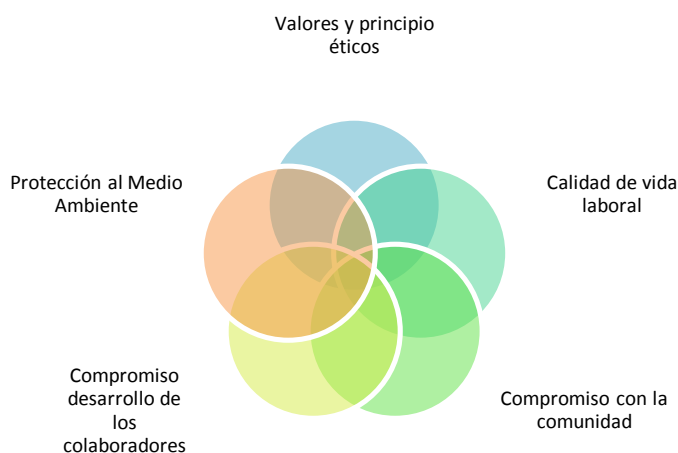 Valores y principio
éticos
Protección al Medio
Ambiente
Calidad de vida
laboral
Compromiso
desarrollo de
los
colaboradores
Compromiso con la
comunidad